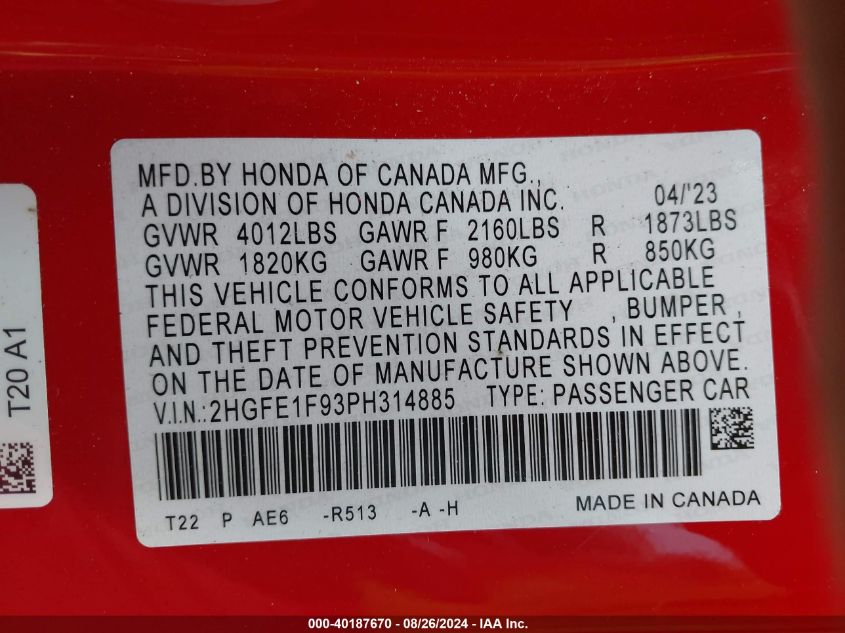 MFD.BY HONDA OF CANADA MFG.,
A DIVISION OF HONDA CANADA INC. 04/'23
GVWR 4012LBS GAWR F 2160LBS R 1873LBS
GVWR 1820KG GAWR F 980KG R 850KG
THIS VEHICLE CONFORMS TO ALL APPLICABLE
FEDERAL MOTOR VEHICLE SAFETY , BUMPER ,
AND THEFT PREVENTION STANDARDS IN EFFECT
ON THE DATE OF MANUFACTURE SHOWN ABOVE.
V.I.N.:2HGFE1F93PH314885 TYPE: PASSENGER CAR
T22 P AE6 -R513 -A -H MADE IN CANADA
T20 A1
000-40187670 - 08/26/2024 - IAA Inc.